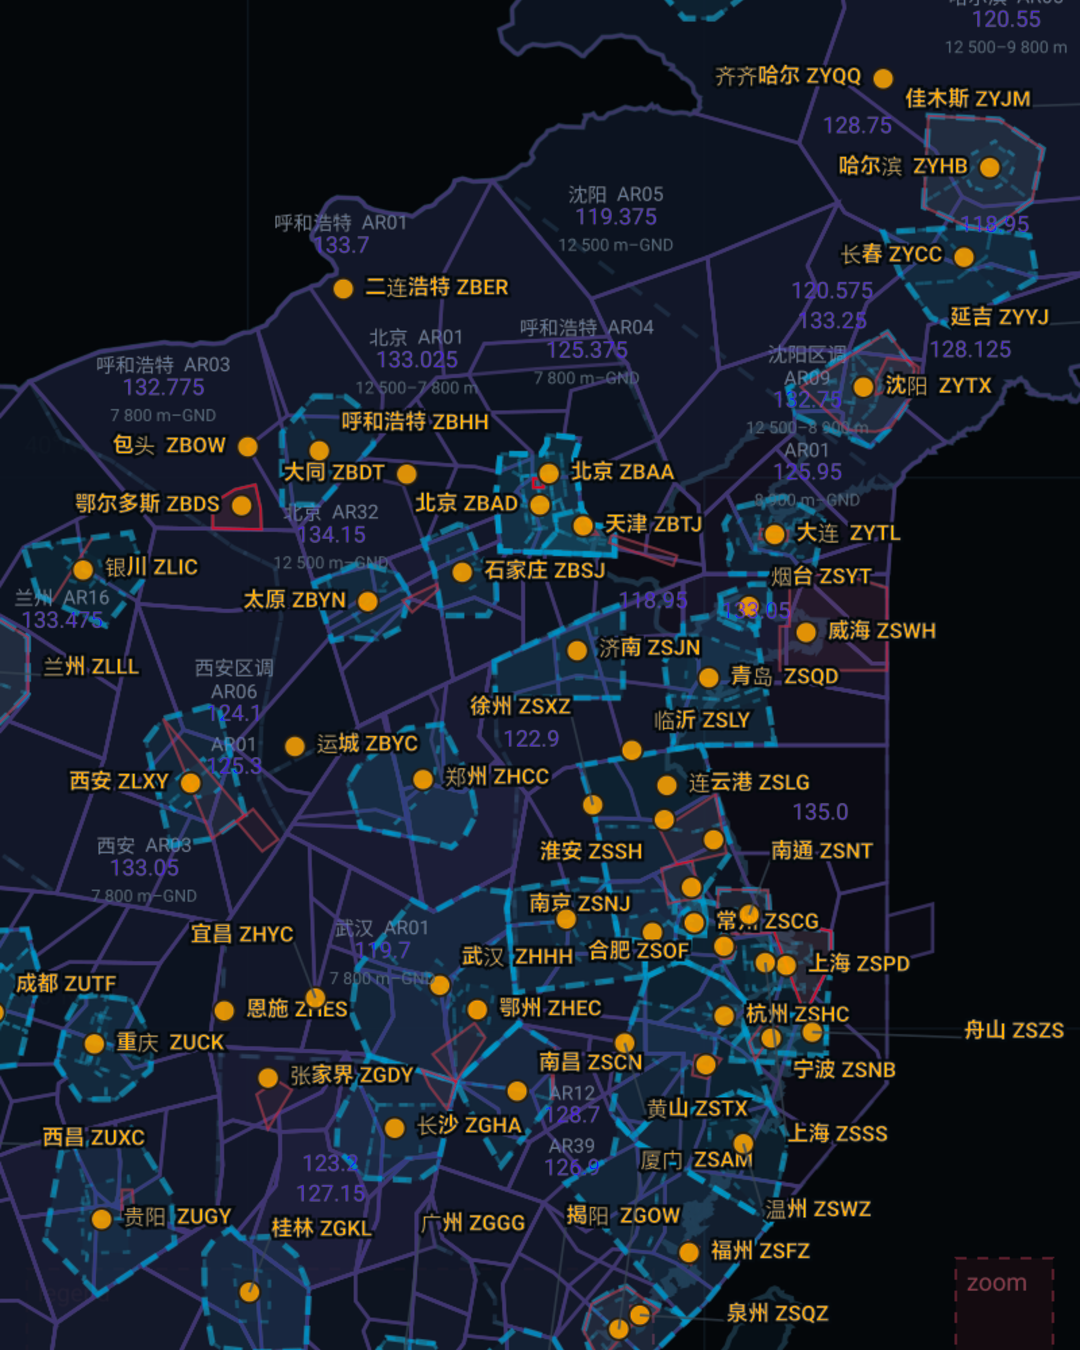 120.55
12 500–9 800 m
齐齐哈尔 ZYQQ
佳木斯 ZYJM
128.75
哈尔滨 ZYHB
沈阳 AR05
119.375
12 500 m–GND
呼和浩特 AR01
133.7
118.95
长春 ZYCC
二连浩特 ZBER
120.575
133.25
延吉 ZYYJ
北京 AR01
133.025
12 500–7 800 m
呼和浩特 AR04
125.375
7 800 m–GND
128.125
呼和浩特 AR03
132.775
7 800 m–GND
沈阳区调
AR09
132.75
12 500–8 900 m
沈阳 ZYTX
呼和浩特 ZBHH
包头 ZBOW
AR01
125.95
8 900 m–GND
大同 ZBDT
北京 ZBAA
鄂尔多斯 ZBDS
北京 ZBAD
北京 AR32
134.15
12 500 m–GND
天津 ZBTJ
大连 ZYTL
银川 ZLIC
石家庄 ZBSJ
烟台 ZSYT
兰州 AR16
133.475
太原 ZBYN
118.95
133.05
威海 ZSWH
兰州 ZLLL
西安区调
AR06
124.1
济南 ZSJN
青岛 ZSQD
徐州 ZSXZ
临沂 ZSLY
AR01
125.3
运城 ZBYC
122.9
西安 ZLXY
郑州 ZHCC
连云港 ZSLG
135.0
西安 AR03
133.05
7 800 m–GND
淮安 ZSSH
南通 ZSNT
南京 ZSNJ
宜昌 ZHYC
武汉 AR01
119.7
7 800 m–GND
常州 ZSCG
武汉 ZHHH
合肥 ZSOF
上海 ZSPD
成都 ZUTF
恩施 ZHES
鄂州 ZHEC
杭州 ZSHC
舟山 ZSZS
重庆 ZUCK
南昌 ZSCN
宁波 ZSNB
张家界 ZGDY
AR12
128.7
黄山 ZSTX
西昌 ZUXC
长沙 ZGHA
上海 ZSSS
AR39
126.9
厦门 ZSAM
123.2
127.15
贵阳 ZUGY
桂林 ZGKL
广州 ZGGG
揭阳 ZGOW
温州 ZSWZ
福州 ZSFZ
zoom
泉州 ZSQZ